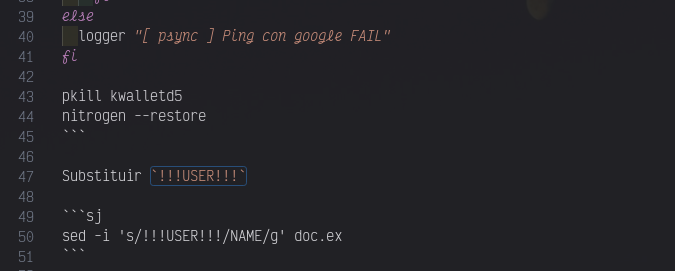 39 else
40 logger "[ psync ] Ping con google FAIL"
41 fi
42
43 pkill kwalletd5
44 nitrogen --restore
45 ```
46
47 Substituir `!!!USER!!!`
48
49 ```sj
50 sed -i 's/!!!USER!!!/NAME/g' doc.ex
51 ```